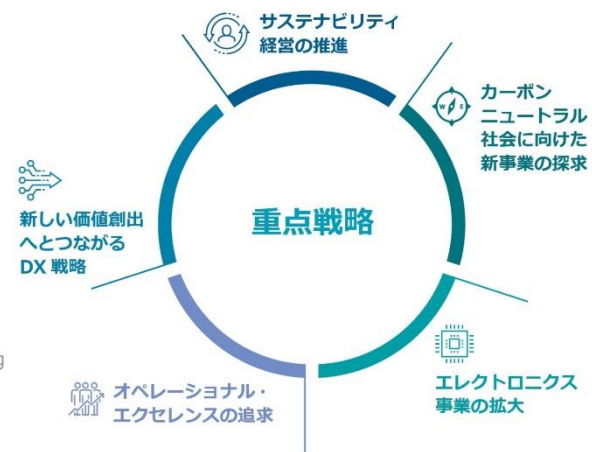 サステナビリティ
経営の推進
カーボン
ニュートラル
社会に向けた
新事業の探求
W E
新しい価値創出
へとつながる
DX 戦略
重点戦略
エレクトロニクス
事業の拡大
g
オペレーショナル・
エクセレンスの追求